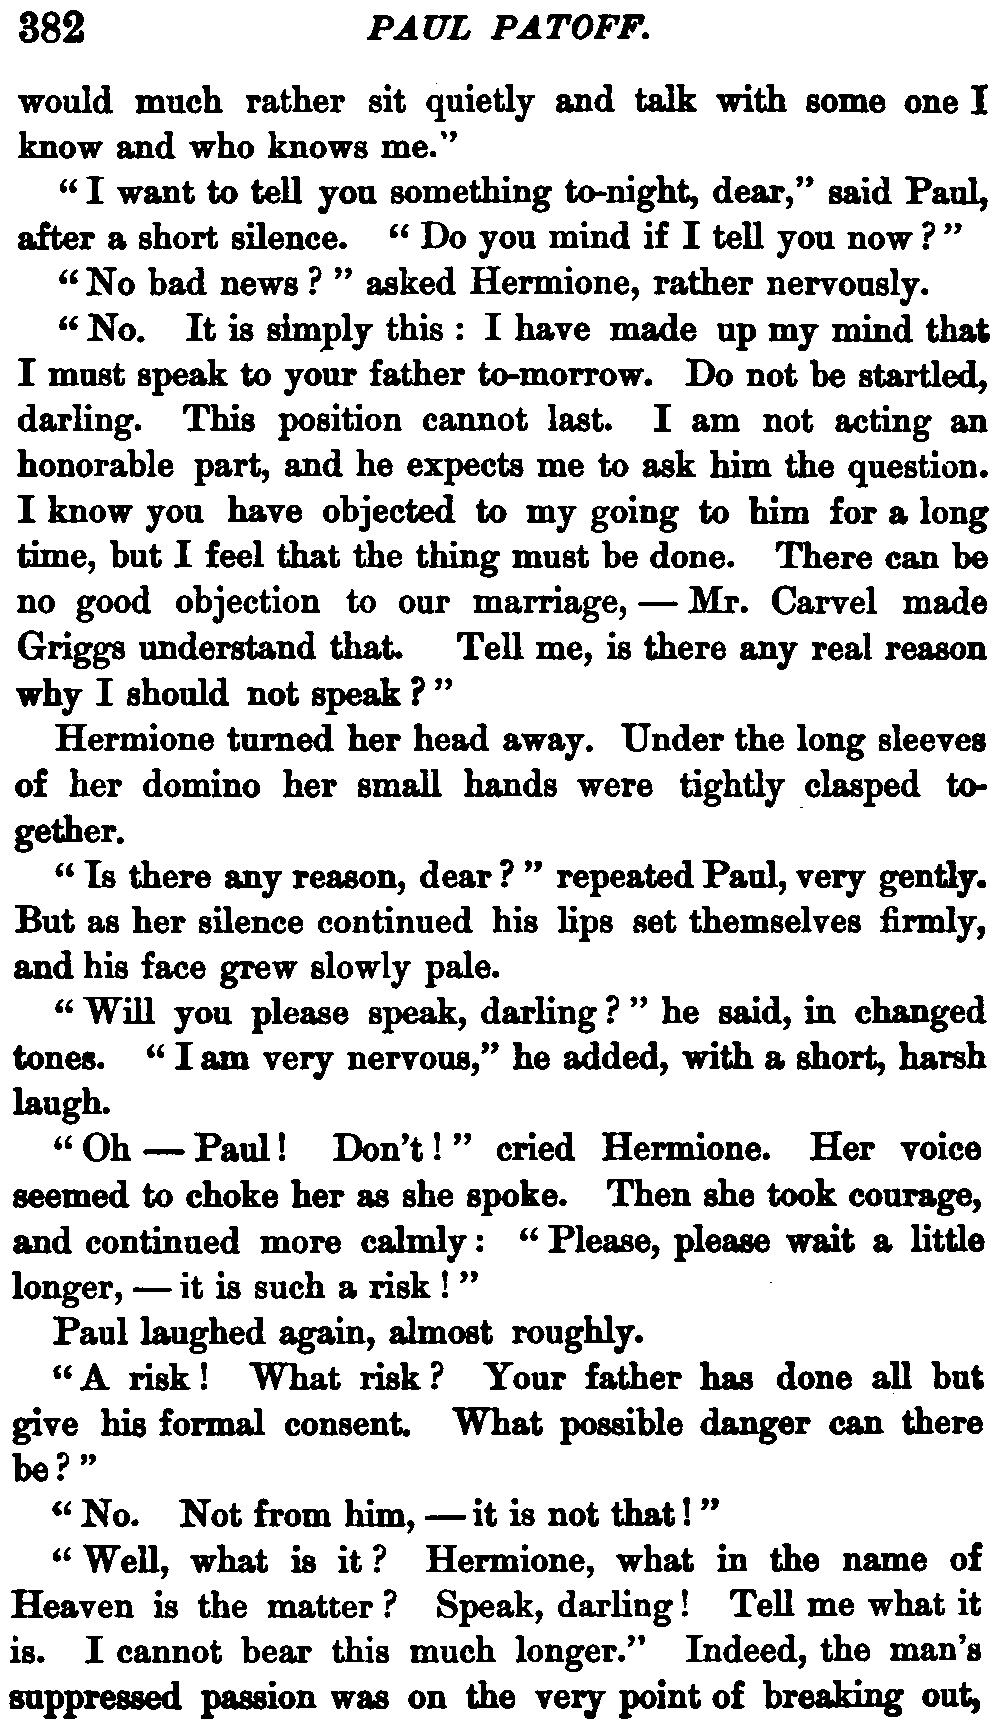 382 PAUL PATOFF.
would much rather sit quietly and talk with some one I
know and who knows me."
"I want to tell you something to-night, dear," said Paul,
after a short silence. "Do you mind if I tell you now?"
"No bad news?" asked Hermione, rather nervously.
"No. It is simply this: I have made up my mind that
I must speak to your father to-morrow. Do not be startled,
darling. This position cannot last. I am not acting an
honorable part, and he expects me to ask him the question.
I know you have objected to my going to him for a long
time, but I feel that the thing must be done. There can be
no good objection to our marriage, — Mr. Carvel made
Griggs understand that. Tell me, is there any real reason
why I should not speak?"
Hermione turned her head away. Under the long sleeves
of her domino her small hands were tightly clasped to-
gether.
"Is there any reason, dear?" repeated Paul, very gently.
But as her silence continued his lips set themselves firmly,
and his face grew slowly pale.
"Will you please speak, darling?" he said, in changed
tones. "I am very nervous," he added, with a short, harsh
laugh.
"Oh — Paul! Don't!" cried Hermione. Her voice
seemed to choke her as she spoke. Then she took courage,
and continued more calmly: "Please, please wait a little
longer, — it is such a risk!"
Paul laughed again, almost roughly.
"A risk! What risk? Your father has done all but
give his formal consent. What possible danger can there
be?"
"No. Not from him, — it is not that!"
"Well, what is it? Hermione, what in the name of
Heaven is the matter? Speak, darling! Tell me what it
is. I cannot bear this much longer." Indeed, the man's
suppressed passion was on the very point of breaking out,